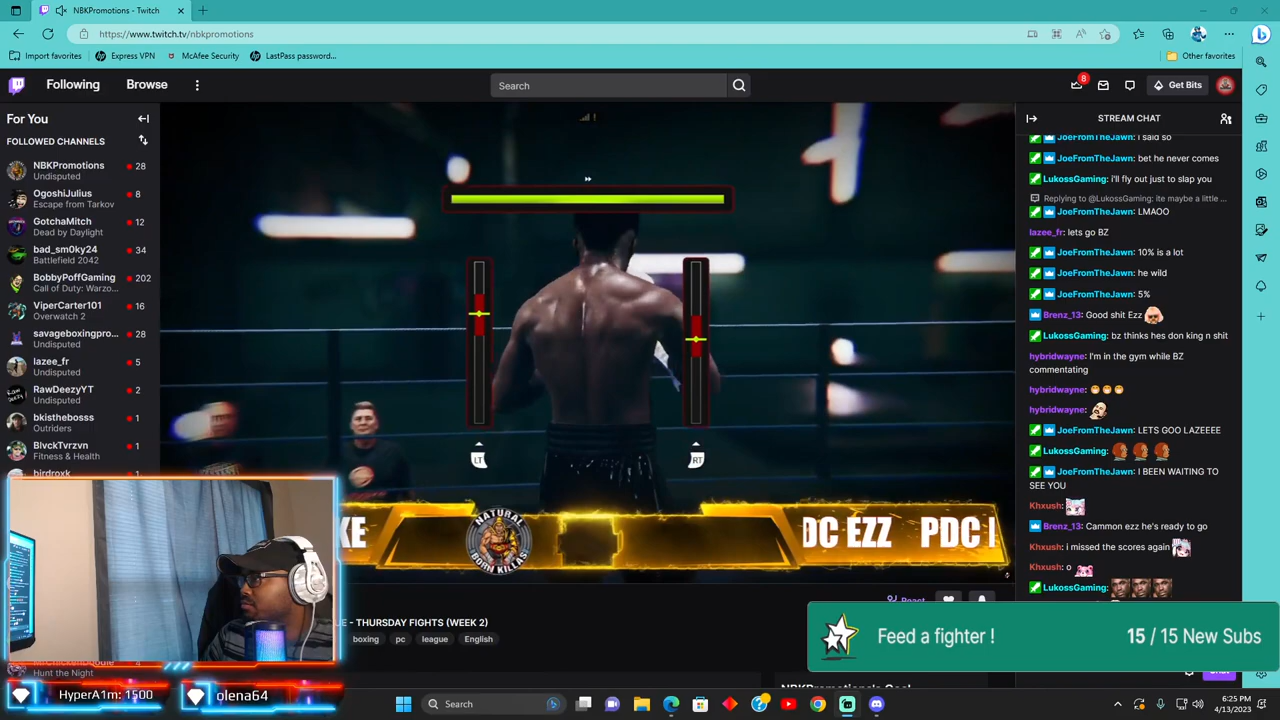 NBKPromotions - Twitch
https://www.twitch.tv/nbkpromotions
Import favorites
Express VPN
McAfee Security
LastPass password...
Other favorites
Following
Browse
Search
8
Get Bits
For You
FOLLOWED CHANNELS
NBKPromotions
28
Undisputed
OgoshiJulius
8
Escape from Tarkov
GotchaMitch
12
Dead by Daylight
bad_sm0ky24
34
Battlefield 2042
BobbyPoffGaming
202
Call of Duty: Warzo...
ViperCarter101
16
Overwatch 2
savageboxingpro...
28
Undisputed
lazee_fr
5
Undisputed
RawDeezyYT
2
Undisputed
bkisthebosss
1
Outriders
BlvckTvrzvn
1
Fitness & Health
birdroxk
Hunt the Night
HyperA1m: 1500
olena64
LT
RT
KE
NATURAL
BORN KILLAS
DC EZZ
PDC
React
UE - THURSDAY FIGHTS (WEEK 2)
boxing
pc
league
English
NBKPromotions's Goal
STREAM CHAT
JoeFromTheJawn: I said so
JoeFromTheJawn: bet he never comes
LukossGaming: i'll fly out just to slap you
Replying to @LukossGaming: ite maybe a little ...
JoeFromTheJawn: LMAOO
lazee_fr: lets go BZ
JoeFromTheJawn: 10% is a lot
JoeFromTheJawn: he wild
JoeFromTheJawn: 5%
Brenz_13: Good shit Ezz
LukossGaming: bz thinks hes don king n shit
hybridwayne: I'm in the gym while BZ
commentating
hybridwayne:
hybridwayne:
JoeFromTheJawn: LETS GOO LAZEEEE
LukossGaming:
JoeFromTheJawn: I BEEN WAITING TO
SEE YOU
Khxush:
Brenz_13: Cammon ezz he's ready to go
Khxush: i missed the scores again
Khxush: o
LukossGaming:
Feed a fighter !
15 / 15 New Subs
Chat
Search
6:25 PM
4/13/2023